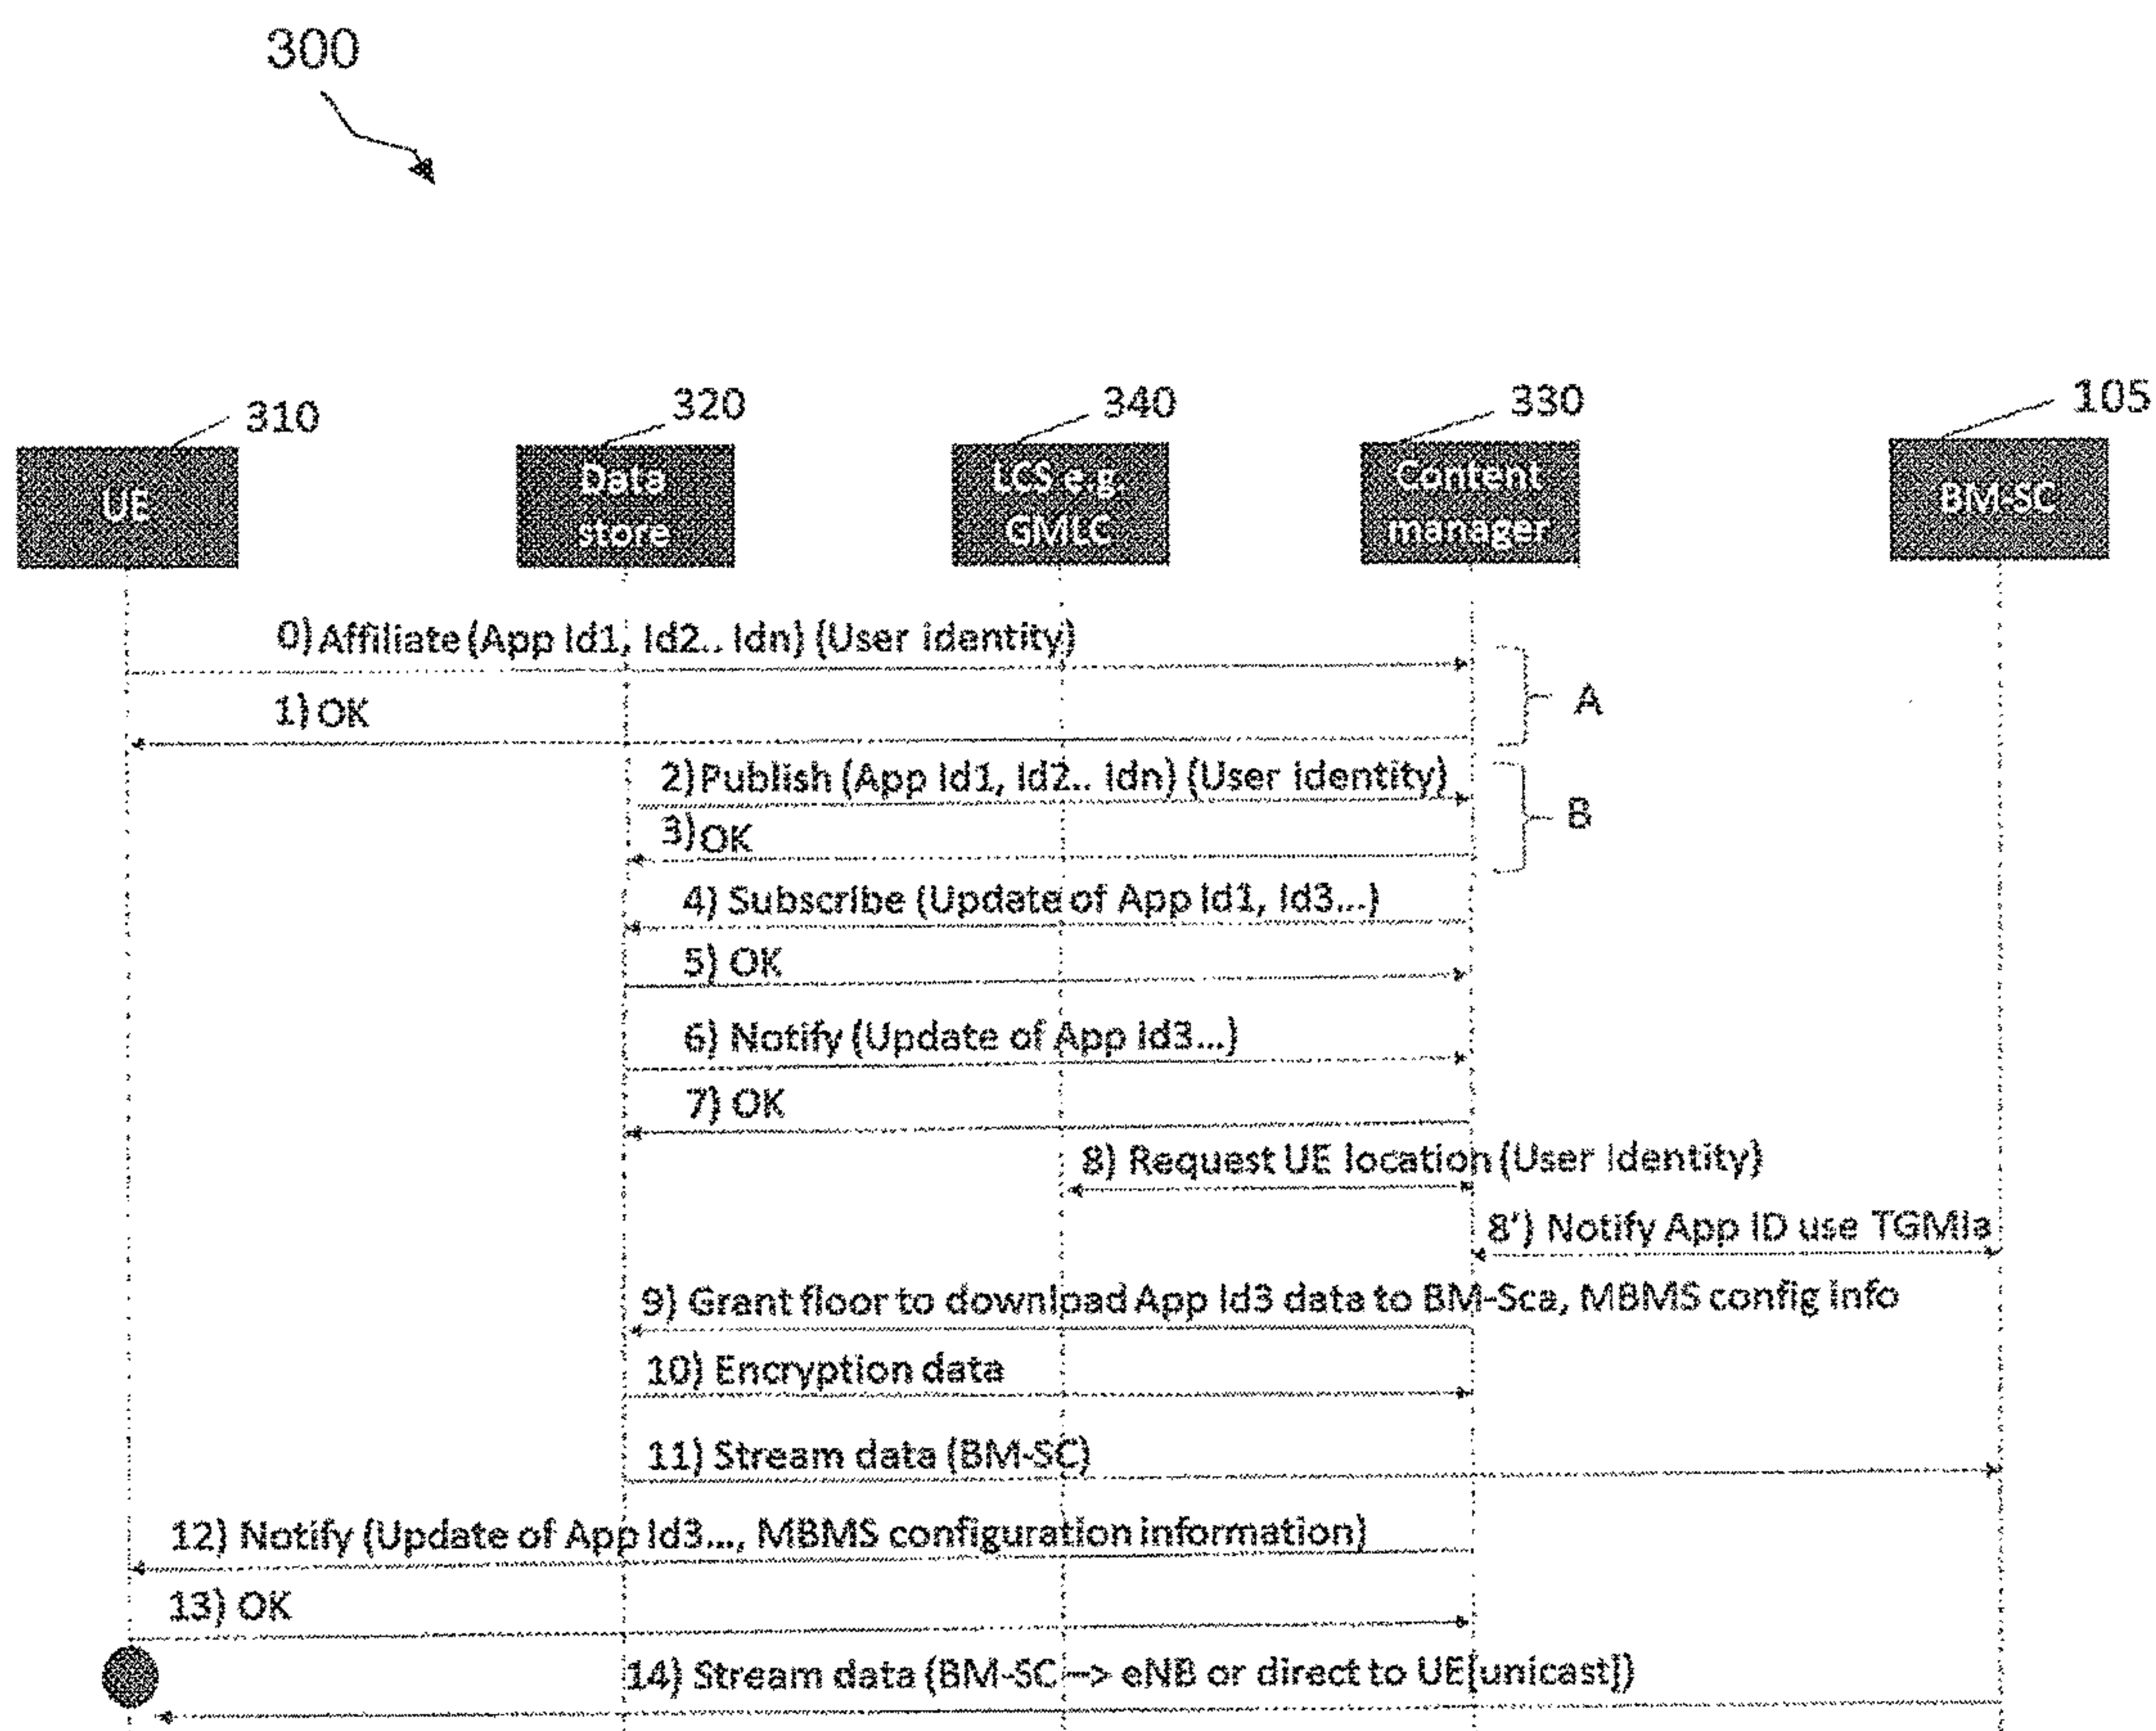 300
310
320
340
330
105
UE
Data
store
LCS e.g.
GMLC
Content
manager
BM-SC
0) Affiliate (App Id1, Id2.. Idn) (User identity)
A
1) OK
2) Publish (App Id1, Id2.. Idn) (User identity)
B
3) OK
4) Subscribe (Update of App Id1, Id3...)
5) OK
6) Notify (Update of App Id3...)
7) OK
8) Request UE location (User Identity)
8') Notify App ID use TGMIa
9) Grant floor to download App Id3 data to BM-Sca, MBMS config info
10) Encryption data
11) Stream data (BM-SC)
12) Notify (Update of App Id3..., MBMS configuration information)
13) OK
14) Stream data (BM-SC --> eNB or direct to UE[unicast])